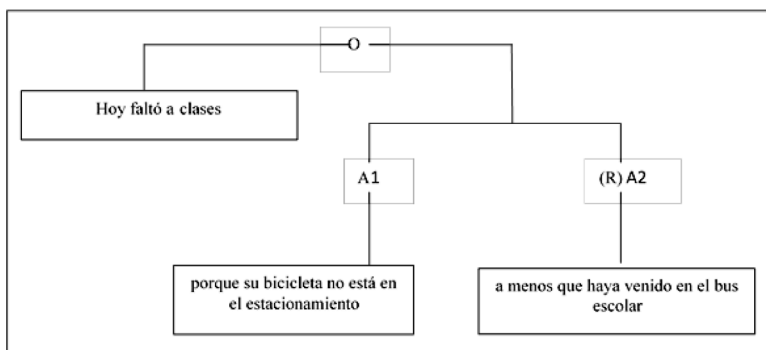 O
Hoy faltó a clases
A1
(R) A2
porque su bicicleta no está en
el estacionamiento
a menos que haya venido en el bus
escolar